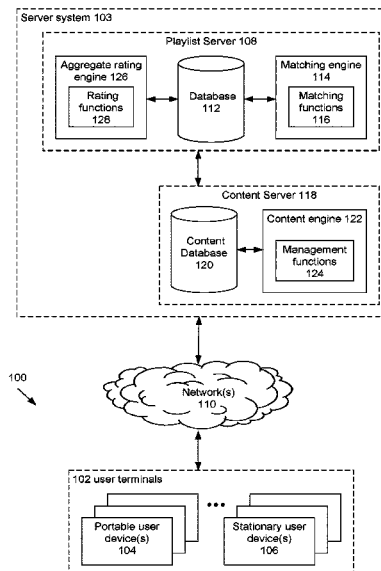 Server system 103
Playlist Server 108
Aggregate rating
engine 126
Rating
functions
128
Database
112
Matching engine
114
Matching
functions
116
Content Server 118
Content
Database
120
Content engine 122
Management
functions
124
100
Network(s)
110
102 user terminals
Portable user
device(s)
104
•••
Stationary user
device(s)
106